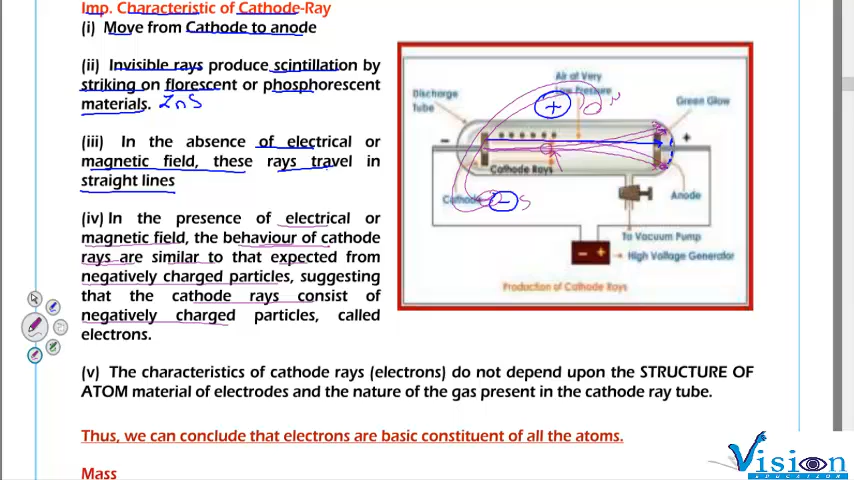 Imp. Characteristic of Cathode-Ray
(i) Move from Cathode to anode
(ii) Invisible rays produce scintillation by
striking on florescent or phosphorescent
materials. ZnS
(iii) In the absence of electrical or
magnetic field, these rays travel in
straight lines
(iv) In the presence of electrical or
magnetic field, the behaviour of cathode
rays are similar to that expected from
negatively charged particles, suggesting
that the cathode rays consist of
negatively charged particles, called
electrons.
Air at Very
Low Pressure
Discharge
Tube
Green Glow
+
N
-
+
Cathode Rays
Cathode
- S
Anode
To Vacuum Pump
- +
High Voltage Generator
Production of Cathode Rays
(v) The characteristics of cathode rays (electrons) do not depend upon the STRUCTURE OF
ATOM material of electrodes and the nature of the gas present in the cathode ray tube.
Thus, we can conclude that electrons are basic constituent of all the atoms.
Mass
Vision
EDUCATION